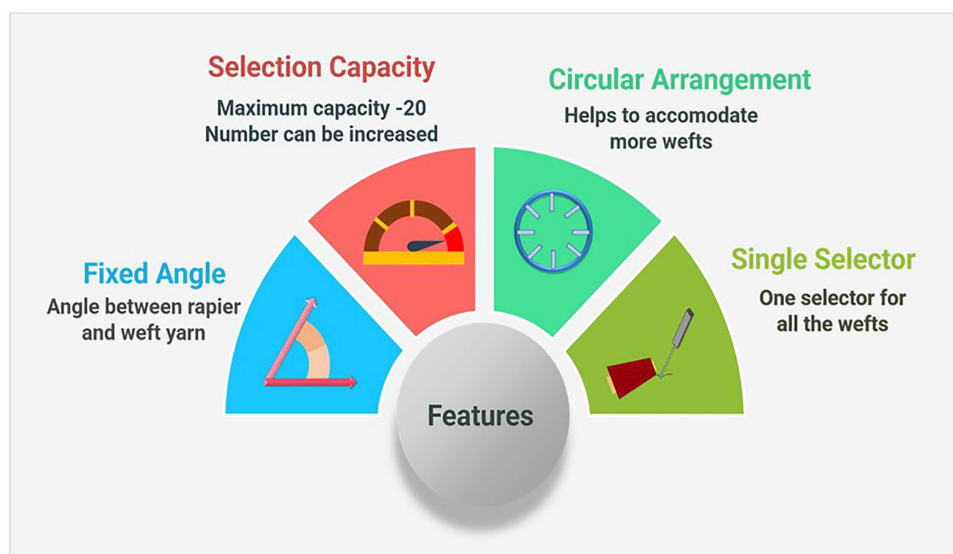 Selection Capacity
Maximum capacity -20
Number can be increased
Circular Arrangement
Helps to accomodate
more wefts
Fixed Angle
Angle between rapier
and weft yarn
Single Selector
One selector for
all the wefts
Features